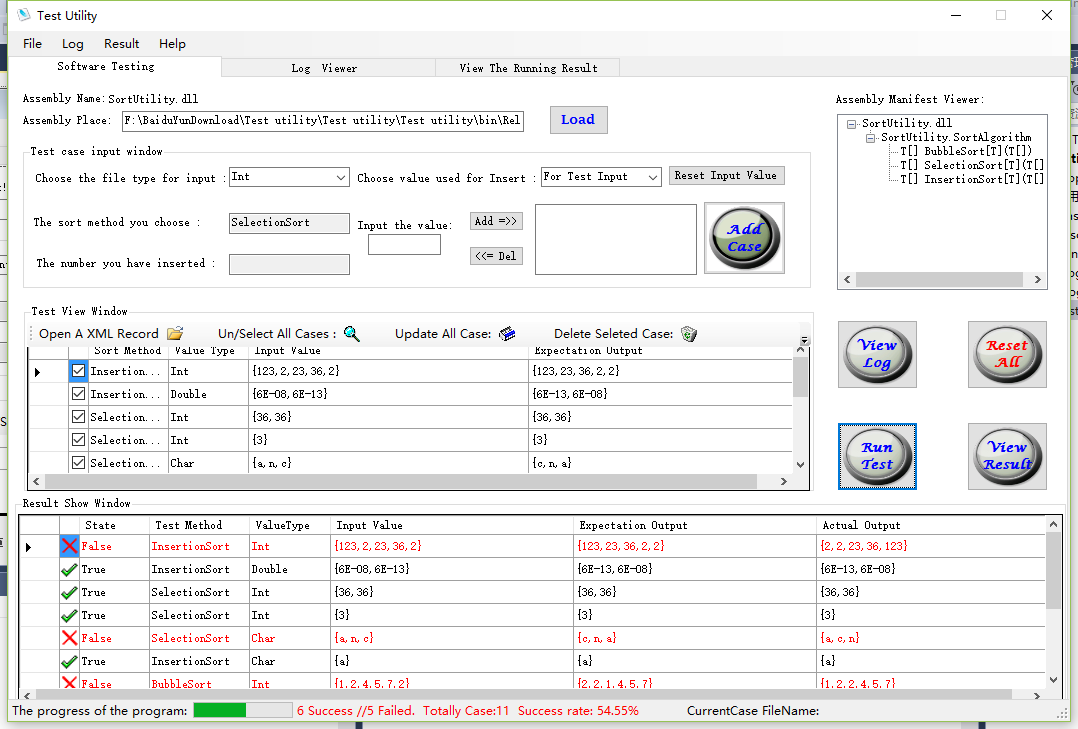 Test Utility
File Log Result Help
Software Testing Log Viewer View The Running Result
Assembly Name: SortUtility.dll
Assembly Place: F:\BaiduYunDownload\Test utility\Test utility\Test utility\bin\Rel Load
Assembly Manifest Viewer:
SortUtility.dll
SortUtility.SortAlgorithm
T[] BubbleSort[T](T[])
T[] SelectionSort[T](T[]
T[] InsertionSort[T](T[]
Test case input window
Choose the file type for input : Int Choose value used for Insert : For Test Input Reset Input Value
The sort method you choose : SelectionSort Input the value: Add =>> Add Case
The number you have inserted : <<= Del
Test View Window
Open A XML Record Un/Select All Cases : Update All Case: Delete Seleted Case:
Sort Method Value Type Input Value Expectation Output
Insertion... Int {123,2,23,36,2} {123,23,36,2,2}
Insertion... Double {6E-08,6E-13} {6E-13,6E-08}
Selection... Int {36,36} {36,36}
Selection... Int {3} {3}
Selection... Char {a,n,c} {c,n,a}
View Log
Reset All
Run Test
View Result
Result Show Window
State Test Method ValueType Input Value Expectation Output Actual Output
False InsertionSort Int {123,2,23,36,2} {123,23,36,2,2} {2,2,23,36,123}
True InsertionSort Double {6E-08,6E-13} {6E-13,6E-08} {6E-13,6E-08}
True SelectionSort Int {36,36} {36,36} {36,36}
True SelectionSort Int {3} {3} {3}
False SelectionSort Char {a,n,c} {c,n,a} {a,c,n}
True InsertionSort Char {a} {a} {a}
False BubbleSort Int {1,2,4,5,7,2} {2,2,1,4,5,7} {1,2,2,4,5,7}
The progress of the program: 6 Success //5 Failed. Totally Case:11 Success rate: 54.55% CurrentCase FileName: